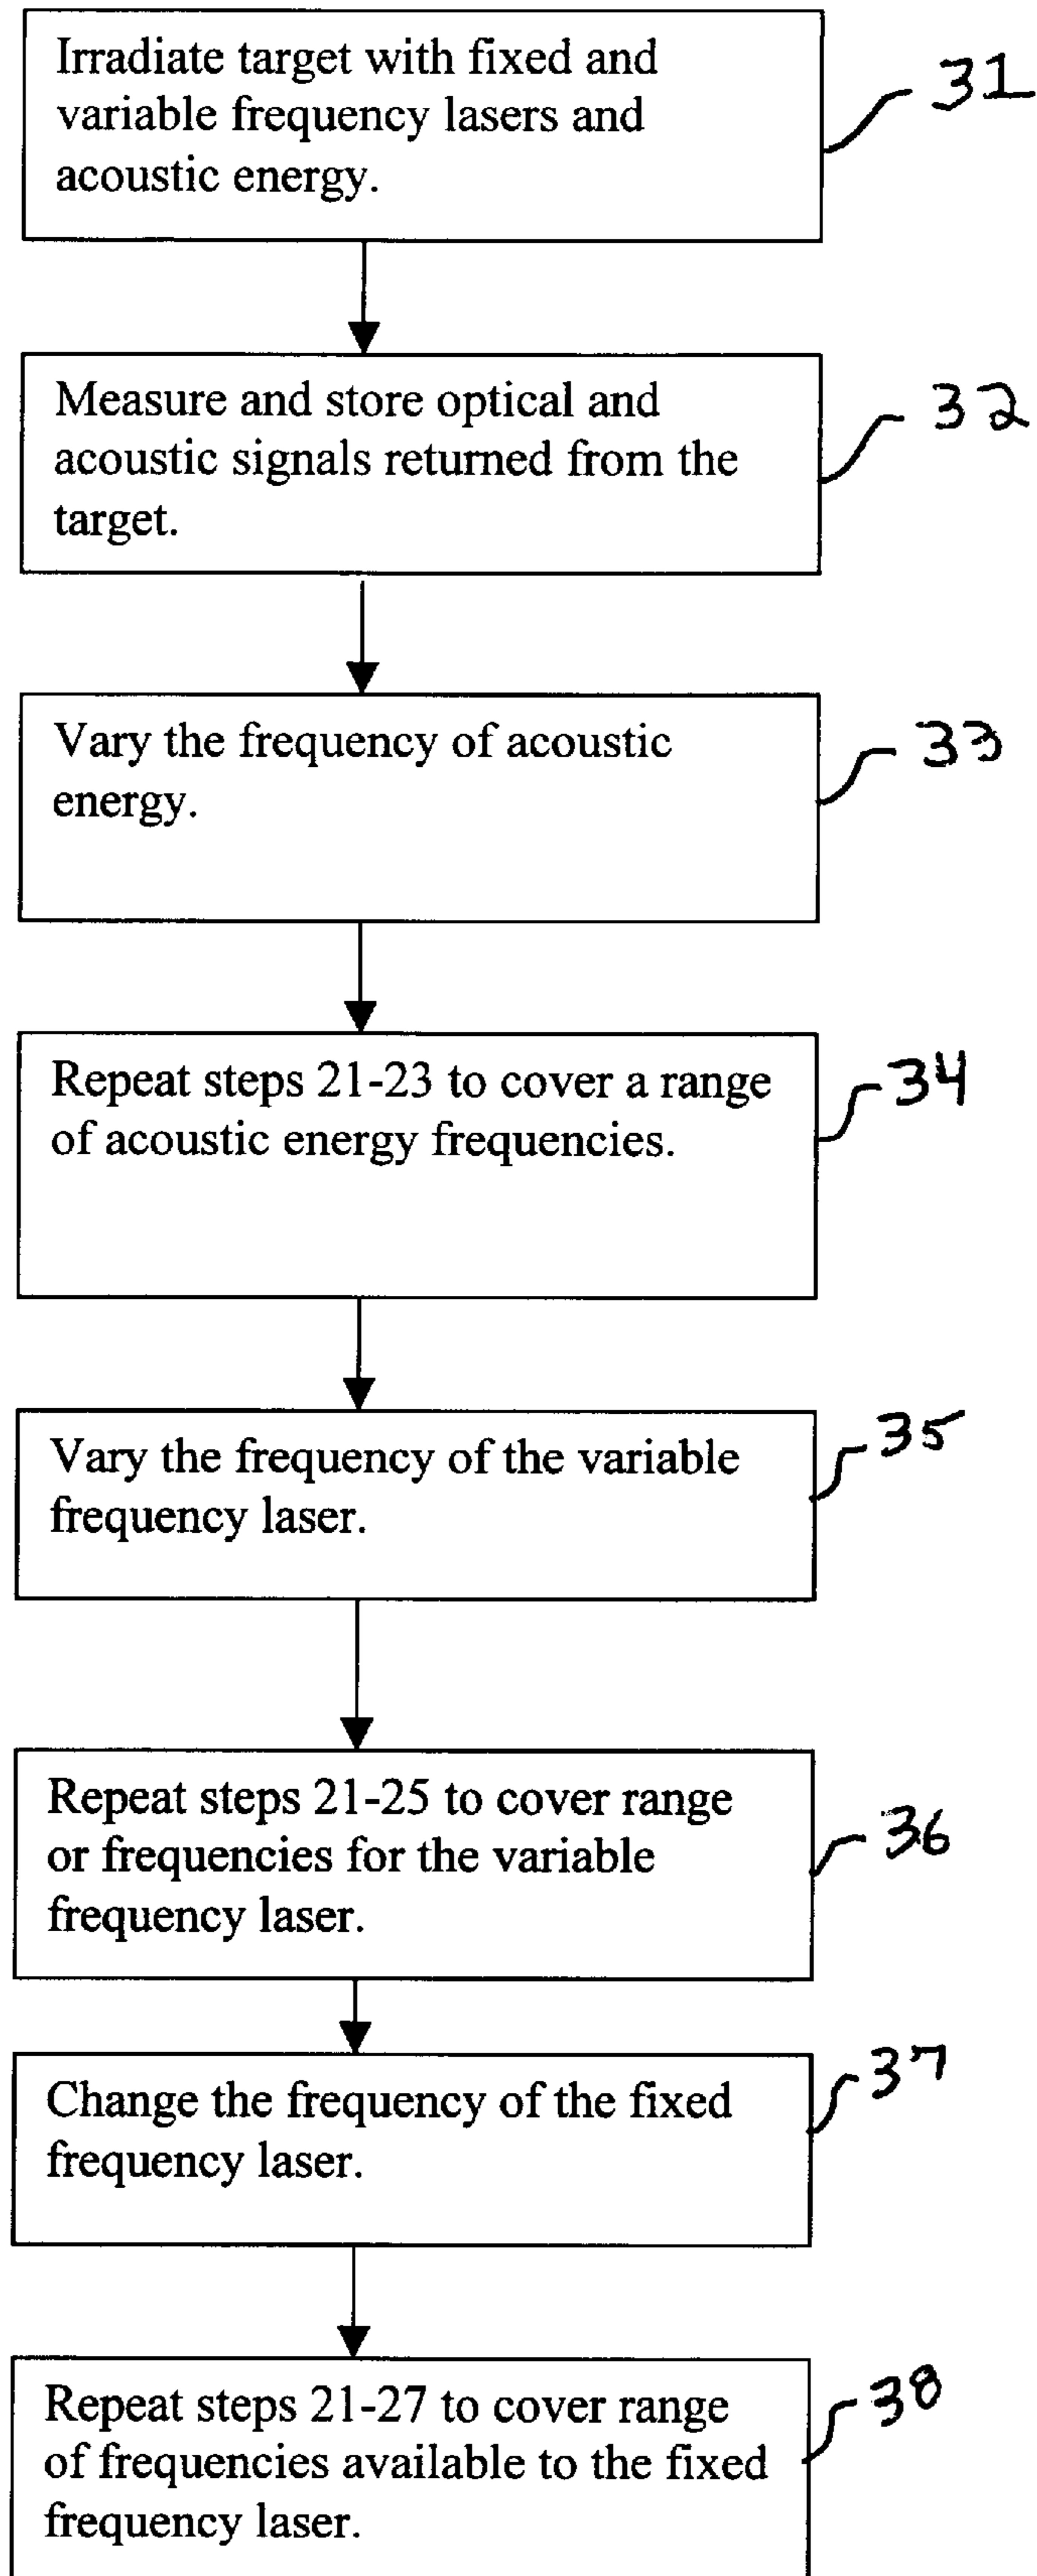 Irradiate target with fixed and
variable frequency lasers and
acoustic energy.
31
Measure and store optical and
acoustic signals returned from the
target.
32
Vary the frequency of acoustic
energy.
33
Repeat steps 21-23 to cover a range
of acoustic energy frequencies.
34
Vary the frequency of the variable
frequency laser.
35
Repeat steps 21-25 to cover range
or frequencies for the variable
frequency laser.
36
Change the frequency of the fixed
frequency laser.
37
Repeat steps 21-27 to cover range
of frequencies available to the fixed
frequency laser.
38